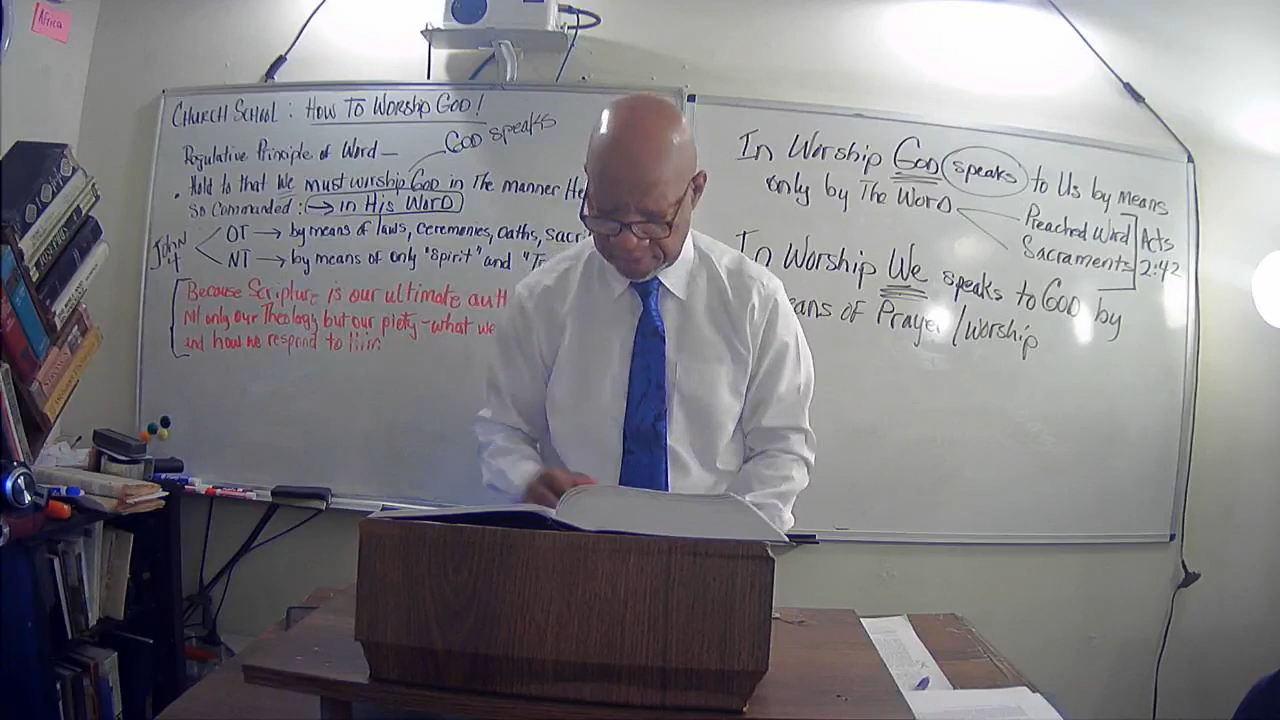 Africa
CHURCH SCHOOL: HOW TO WORSHIP GOD!
GOD speaks
Regulative Principle of Word —
• Hold to that We must worship GOD in The manner He
So Commanded: → in His WORD
JOHN 4
OT → by means of laws, ceremonies, oaths, sacri
NT → by means of only "Spirit" and "Tr
Because Scripture is our ultimate auth
only our Theology but our piety - what we
and how we respond to Him
In Worship GOD speaks to Us by means
only by The WORD
Preached Word
Sacraments
Acts
2:42
In Worship We speaks to GOD by
eans of Prayer/Worship